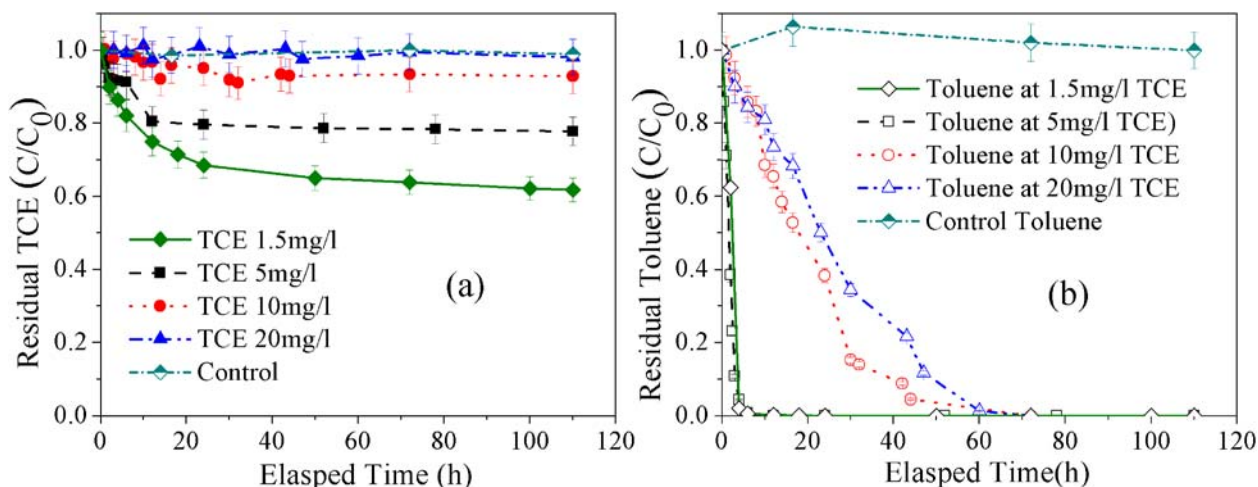 Residual TCE (C/C0)
1.0
0.8
0.6
0.4
0.2
0.0
TCE 1.5mg/l
TCE 5mg/l
TCE 10mg/l
TCE 20mg/l
Control
(a)
0 20 40 60 80 100 120
Elasped Time (h)
Residual Toluene (C/C0)
1.0
0.8
0.6
0.4
0.2
0.0
Toluene at 1.5mg/l TCE
Toluene at 5mg/l TCE)
Toluene at 10mg/l TCE
Toluene at 20mg/l TCE
Control Toluene
(b)
0 20 40 60 80 100 120
Elasped Time(h)